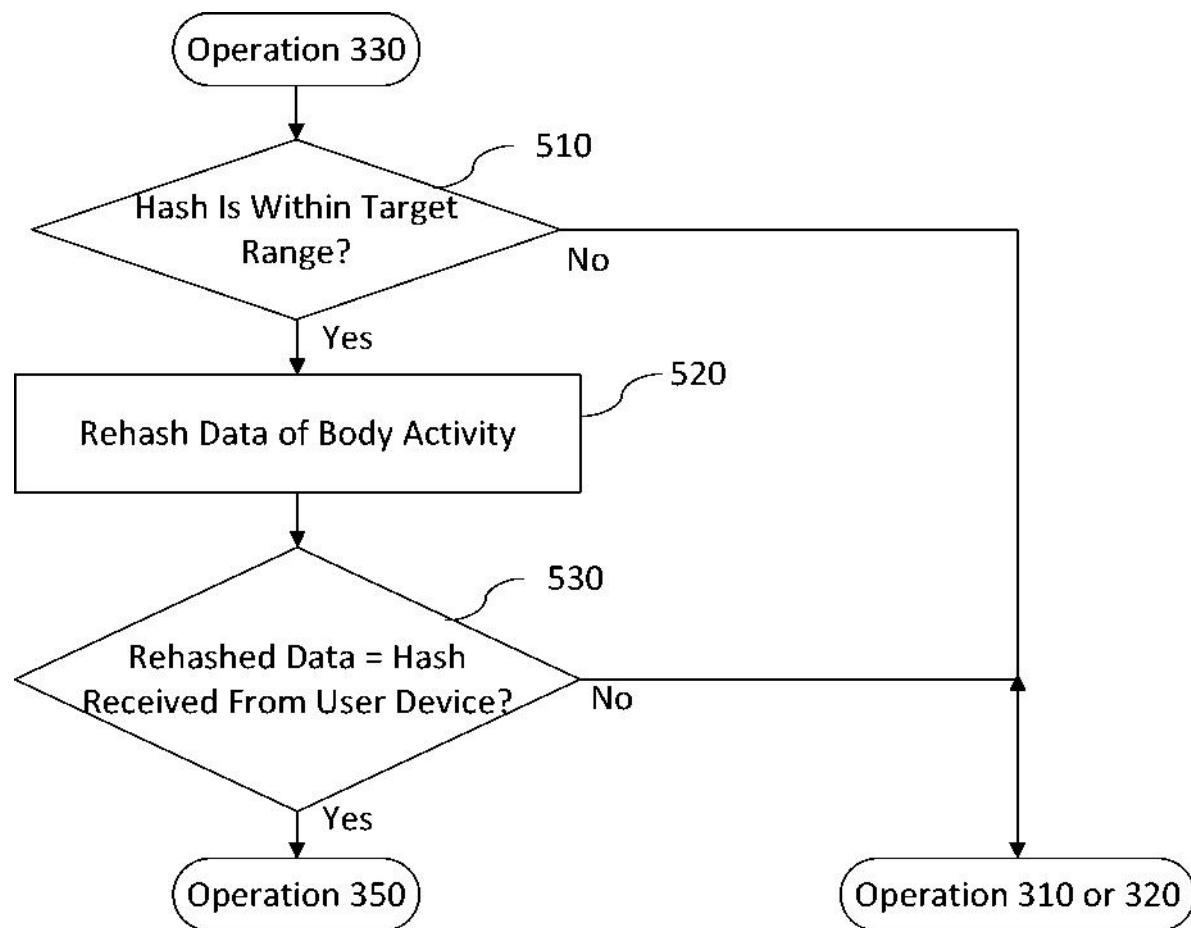 Operation 330
510
Hash Is Within Target
Range?
No
Yes
520
Rehash Data of Body Activity
530
Rehashed Data = Hash
Received From User Device?
No
Yes
Operation 350
Operation 310 or 320